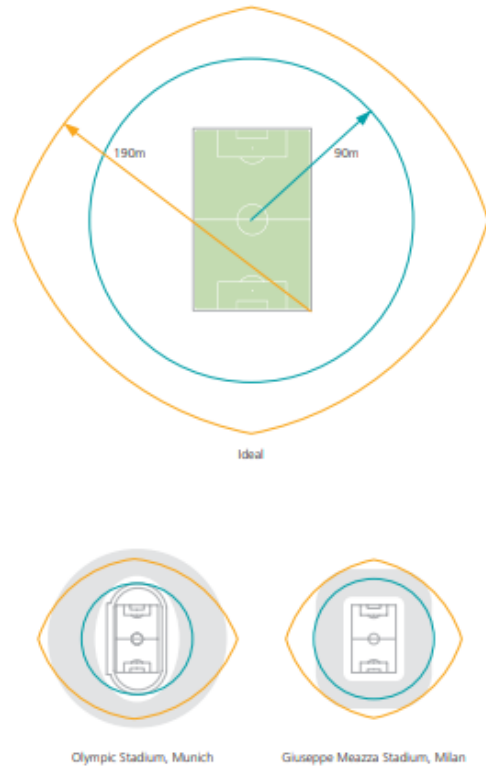 190m
90m
Ideal
Olympic Stadium, Munich
Giuseppe Meazza Stadium, Milan